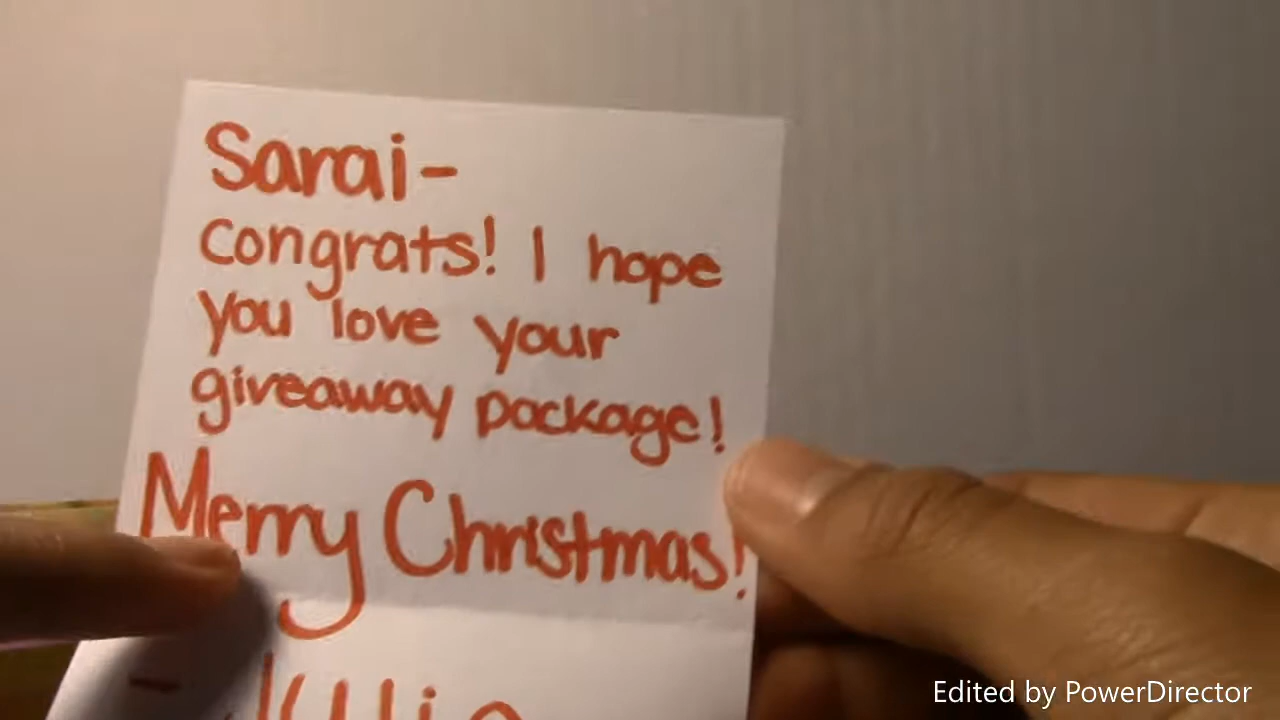 Sarai-
Congrats! I hope
you love your
giveaway package!
Merry Christmas!
Edited by PowerDirector